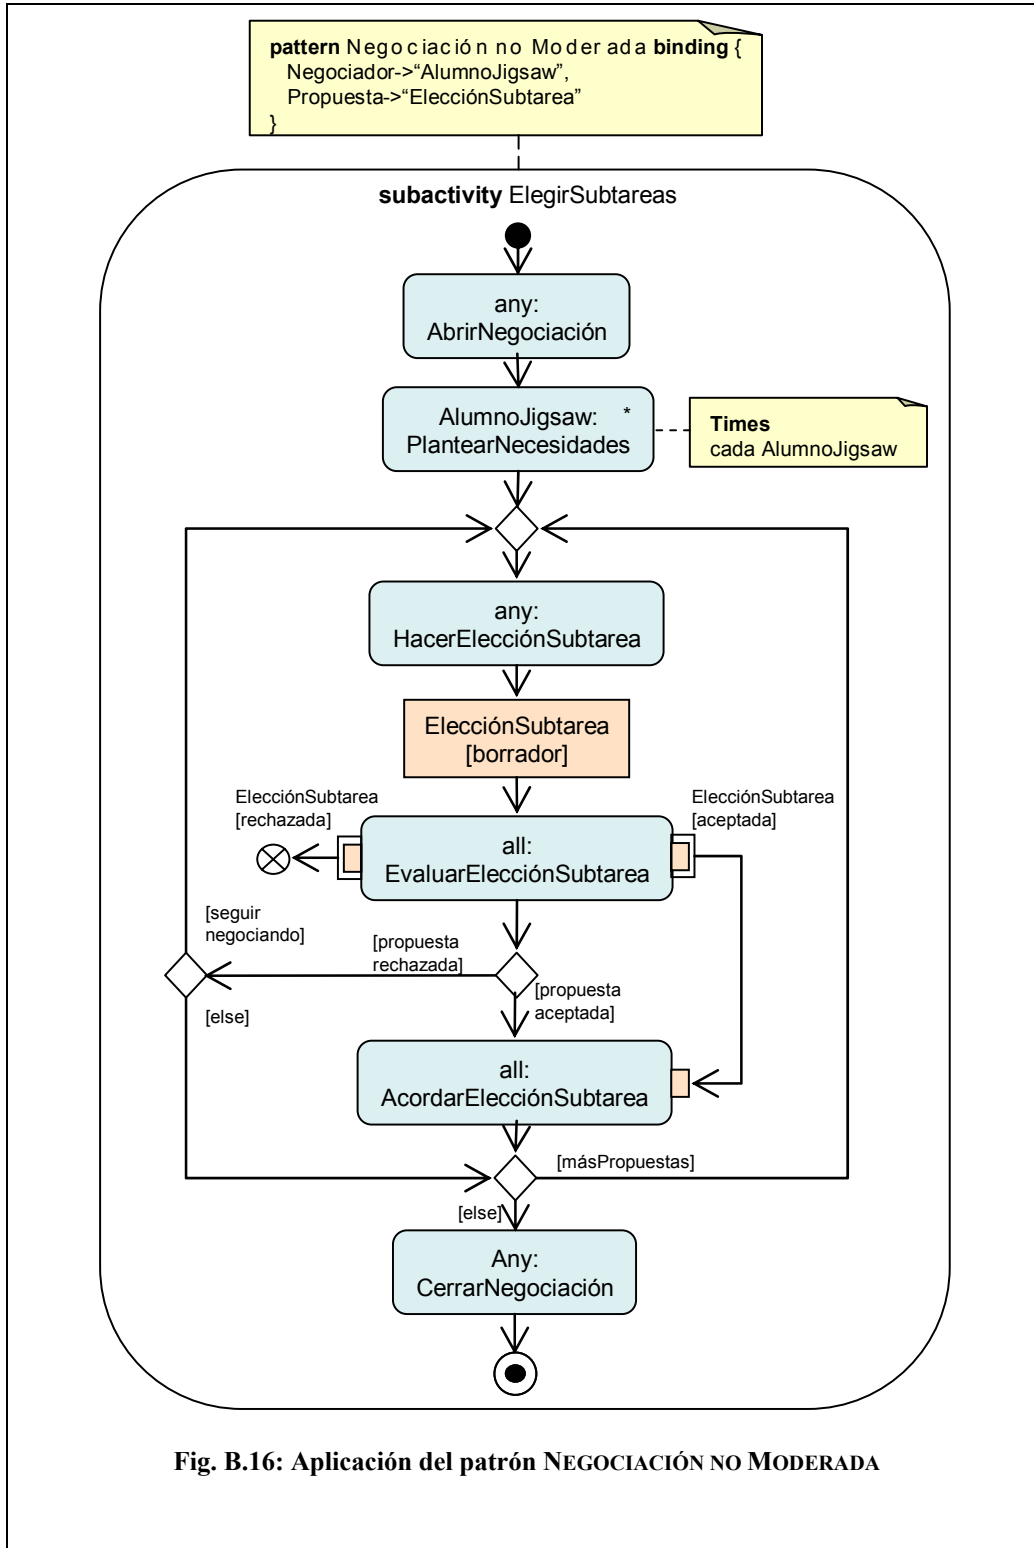 pattern Negociación no Moderada binding {
Negociador->“AlumnoJigsaw”,
Propuesta->“ElecciónSubtarea”
}
subactivity ElegirSubtareas
any:
AbrirNegociación
AlumnoJigsaw: *
PlantearNecesidades
Times
cada AlumnoJigsaw
any:
HacerElecciónSubtarea
ElecciónSubtarea
[borrador]
ElecciónSubtarea
[rechazada]
ElecciónSubtarea
[aceptada]
all:
EvaluarElecciónSubtarea
[seguir
negociando]
[propuesta
rechazada]
[propuesta
aceptada]
[else]
all:
AcordarElecciónSubtarea
[másPropuestas]
[else]
Any:
CerrarNegociación
Fig. B.16: Aplicación del patrón NEGOCIACIÓN NO MODERADA